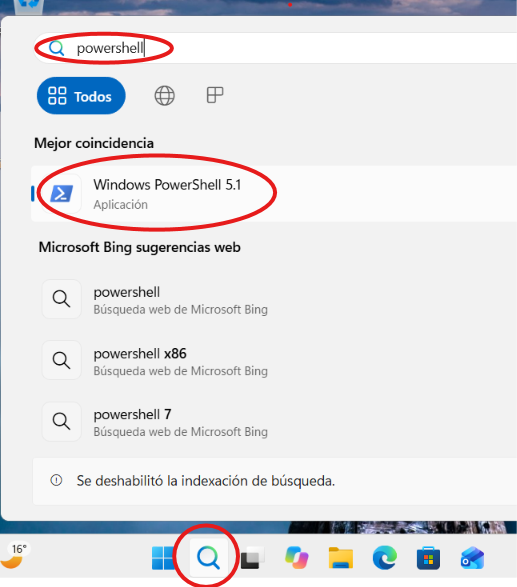 powershell
Todos
Mejor coincidencia
Windows PowerShell 5.1
Aplicación
Microsoft Bing sugerencias web
powershell
Búsqueda web de Microsoft Bing
powershell x86
Búsqueda web de Microsoft Bing
powershell 7
Búsqueda web de Microsoft Bing
Se deshabilitó la indexación de búsqueda.
16°